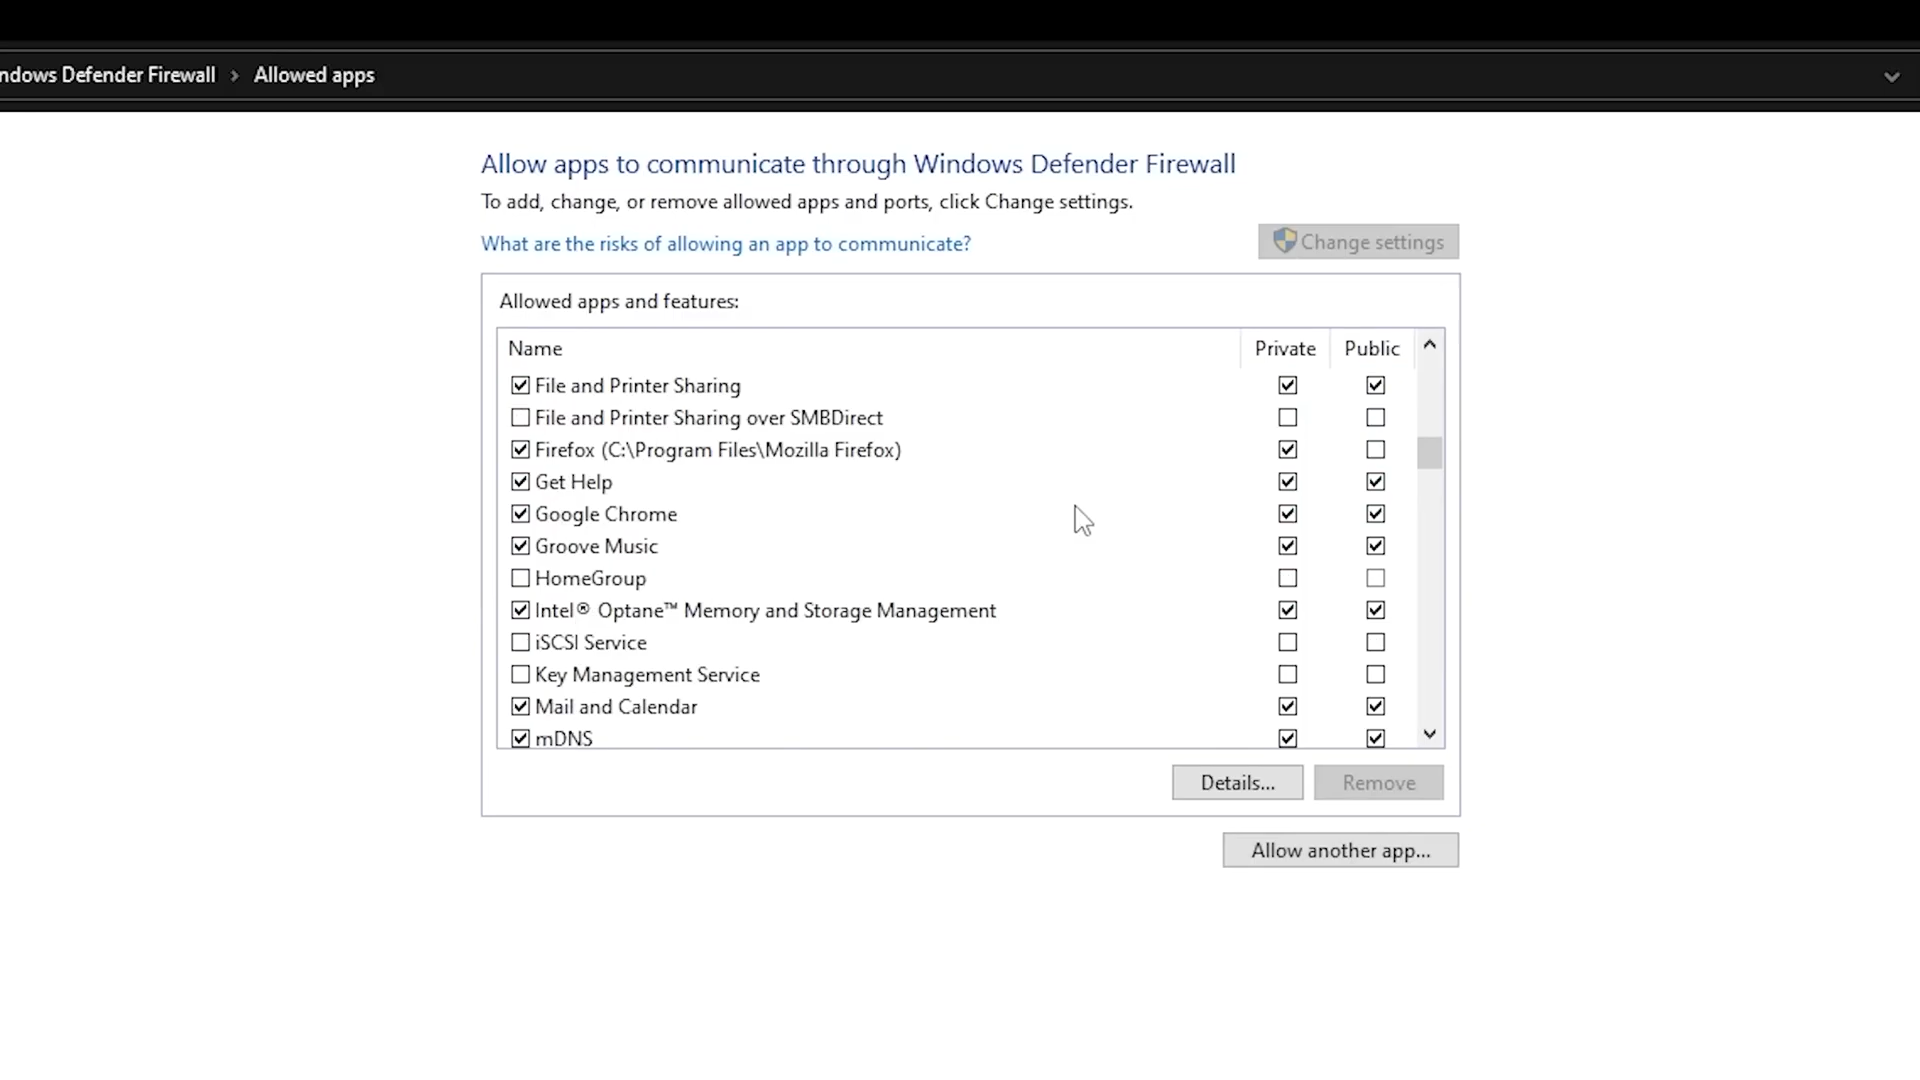 ndows Defender Firewall > Allowed apps
Allow apps to communicate through Windows Defender Firewall
To add, change, or remove allowed apps and ports, click Change settings.
What are the risks of allowing an app to communicate?
Change settings
Allowed apps and features:
Name Private Public
File and Printer Sharing
File and Printer Sharing over SMBDirect
Firefox (C:\Program Files\Mozilla Firefox)
Get Help
Google Chrome
Groove Music
HomeGroup
Intel® Optane™ Memory and Storage Management
iSCSI Service
Key Management Service
Mail and Calendar
mDNS
Details... Remove
Allow another app...